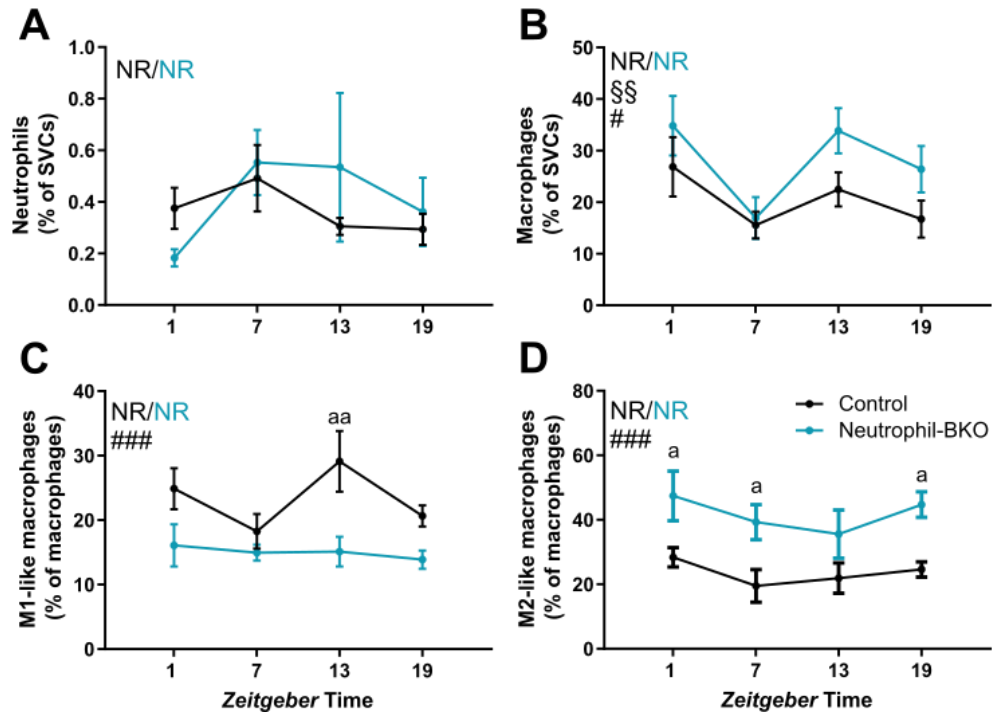 A
Neutrophils
(% of SVCs)
1.0
0.8
0.6
0.4
0.2
0.0
NR/NR
1 7 13 19
B
Macrophages
(% of SVCs)
50
40
30
20
10
0
NR/NR
§§
#
1 7 13 19
C
M1-like macrophages
(% of macrophages)
40
30
20
10
0
NR/NR
###
aa
1 7 13 19
Zeitgeber Time
D
M2-like macrophages
(% of macrophages)
80
60
40
20
0
NR/NR
###
a
a
a
Control
Neutrophil-BKO
1 7 13 19
Zeitgeber Time